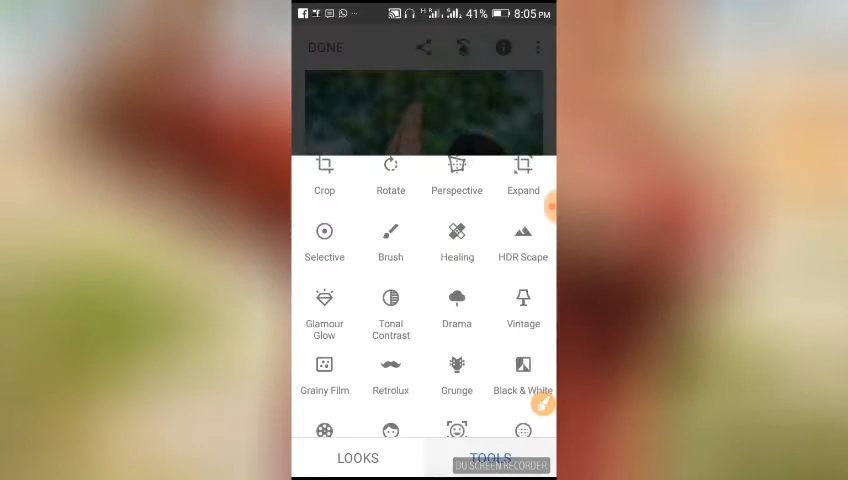 41% 8:05 PM
DONE
Crop Rotate Perspective Expand
Selective Brush Healing HDR Scape
Glamour Glow Tonal Contrast Drama Vintage
Grainy Film Retrolux Grunge Black & White
LOOKS TOOLS
DU SCREEN RECORDER